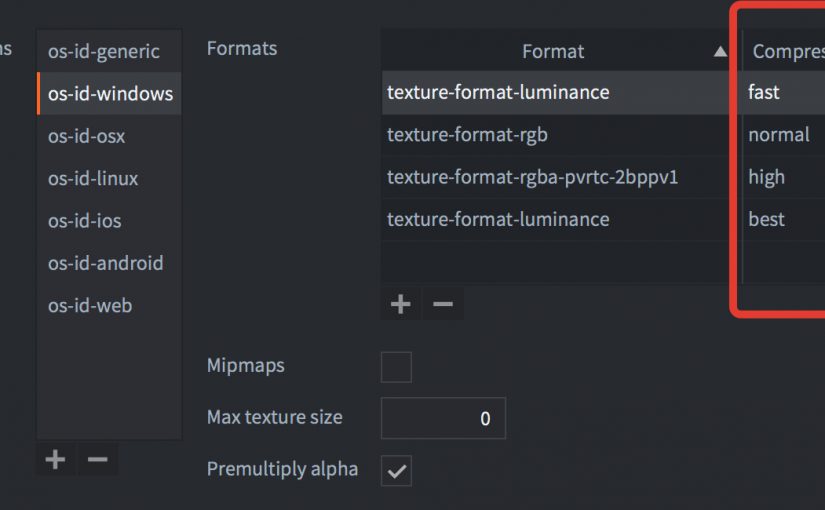 ns
os-id-generic
os-id-windows
os-id-osx
os-id-linux
os-id-ios
os-id-android
os-id-web
Formats
Format Compres
texture-format-luminance fast
texture-format-rgb normal
texture-format-rgba-pvrtc-2bppv1 high
texture-format-luminance best
Mipmaps
Max texture size 0
Premultiply alpha